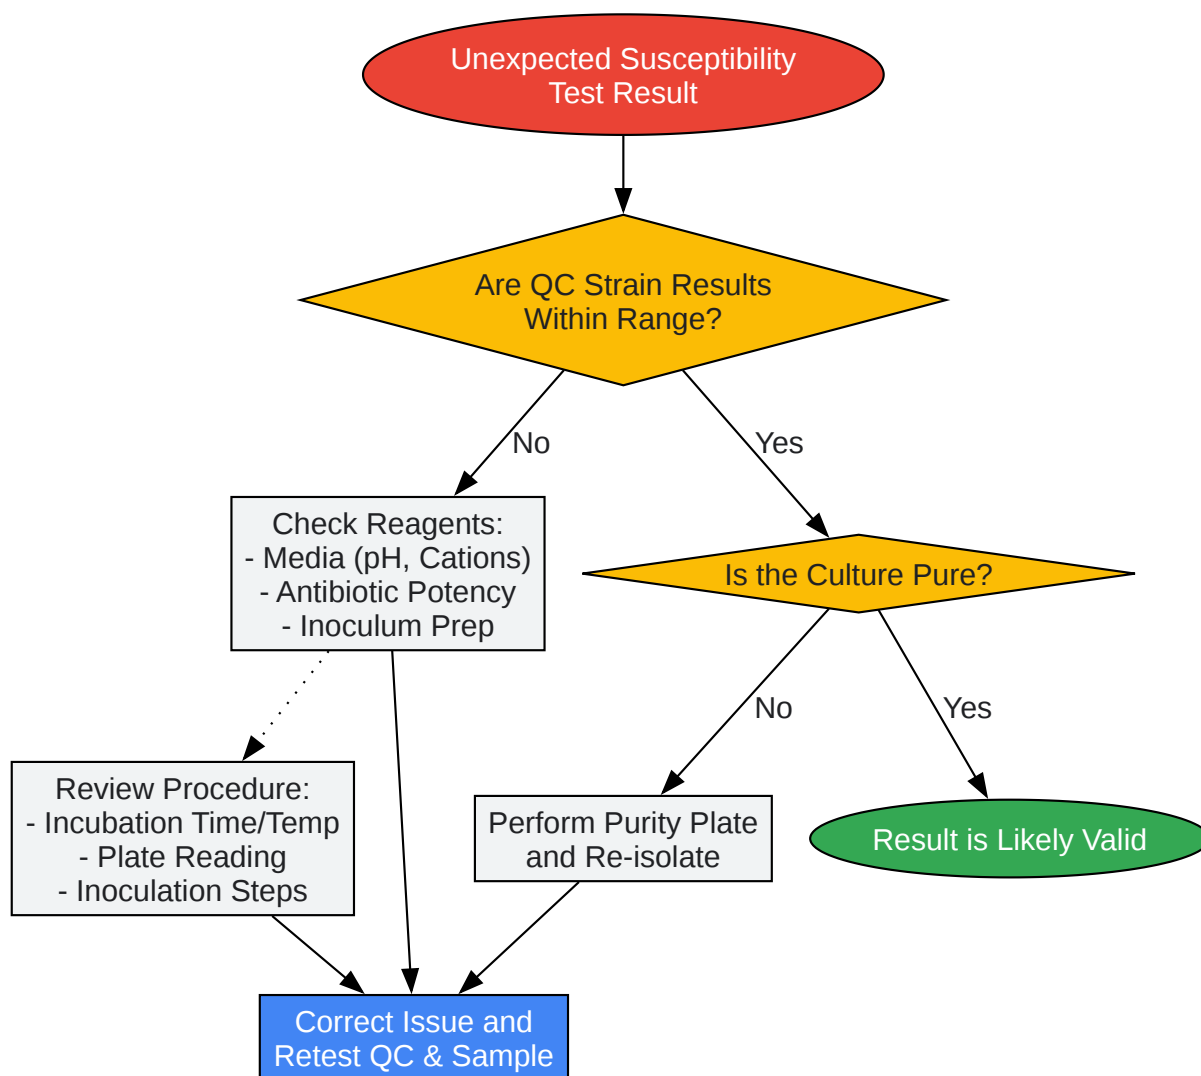 Unexpected Susceptibility
Test Result
Are QC Strain Results
Within Range?
No
Yes
Check Reagents:
- Media (pH, Cations)
- Antibiotic Potency
- Inoculum Prep
Is the Culture Pure?
No
Yes
Review Procedure:
- Incubation Time/Temp
- Plate Reading
- Inoculation Steps
Perform Purity Plate
and Re-isolate
Result is Likely Valid
Correct Issue and
Retest QC & Sample